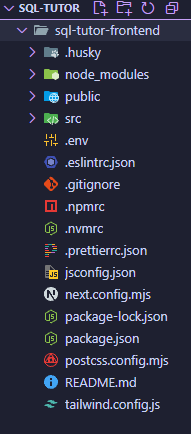 SQL-TUTOR
sql-tutor-frontend
.husky
node_modules
public
src
.env
.eslintrc.json
.gitignore
.npmrc
.nvmrc
.prettierrc.json
jsconfig.json
next.config.mjs
package-lock.json
package.json
postcss.config.mjs
README.md
tailwind.config.js